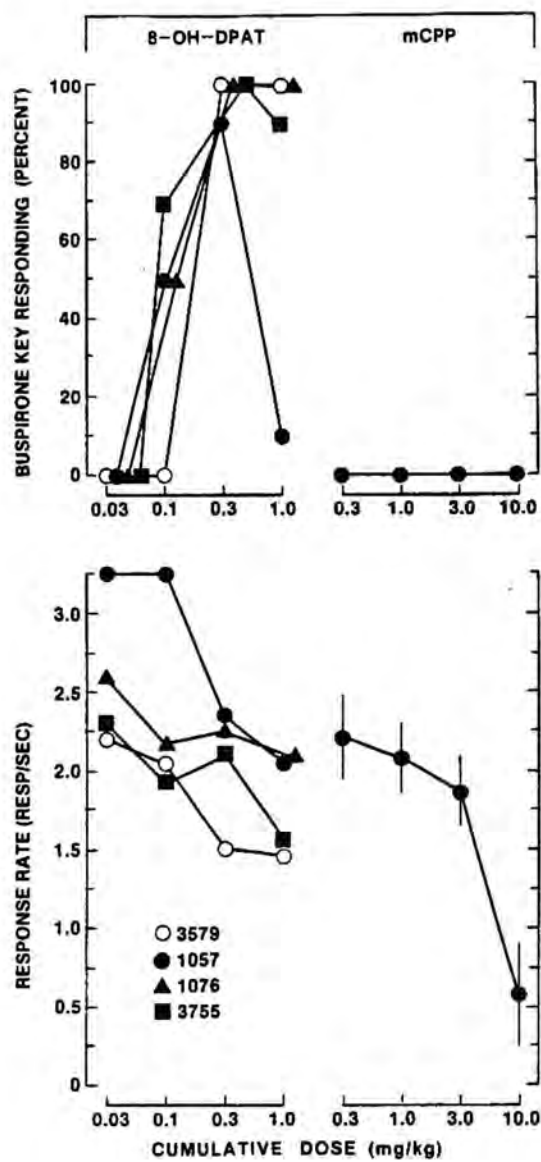 8-OH-DPAT mCPP
BUSPIRONE KEY RESPONDING (PERCENT)
100
80
60
40
20
0
0.03 0.1 0.3 1.0 0.3 1.0 3.0 10.0
RESPONSE RATE (RESP/SEC)
3.0
2.5
2.0
1.5
1.0
0.5
0
3579
1057
1076
3755
0.03 0.1 0.3 1.0 0.3 1.0 3.0 10.0
CUMULATIVE DOSE (mg/kg)